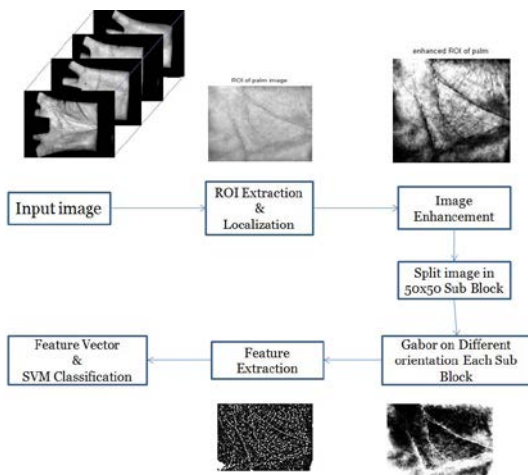 ROI of palm image
enhanced ROI of pslm
Input image
ROI Extraction
&
Localization
Image
Enhancement
Split image in
50x50 Sub Block
Gabor on Different
orientation Each Sub
Block
Feature
Extraction
Feature Vector
&
SVM Classification